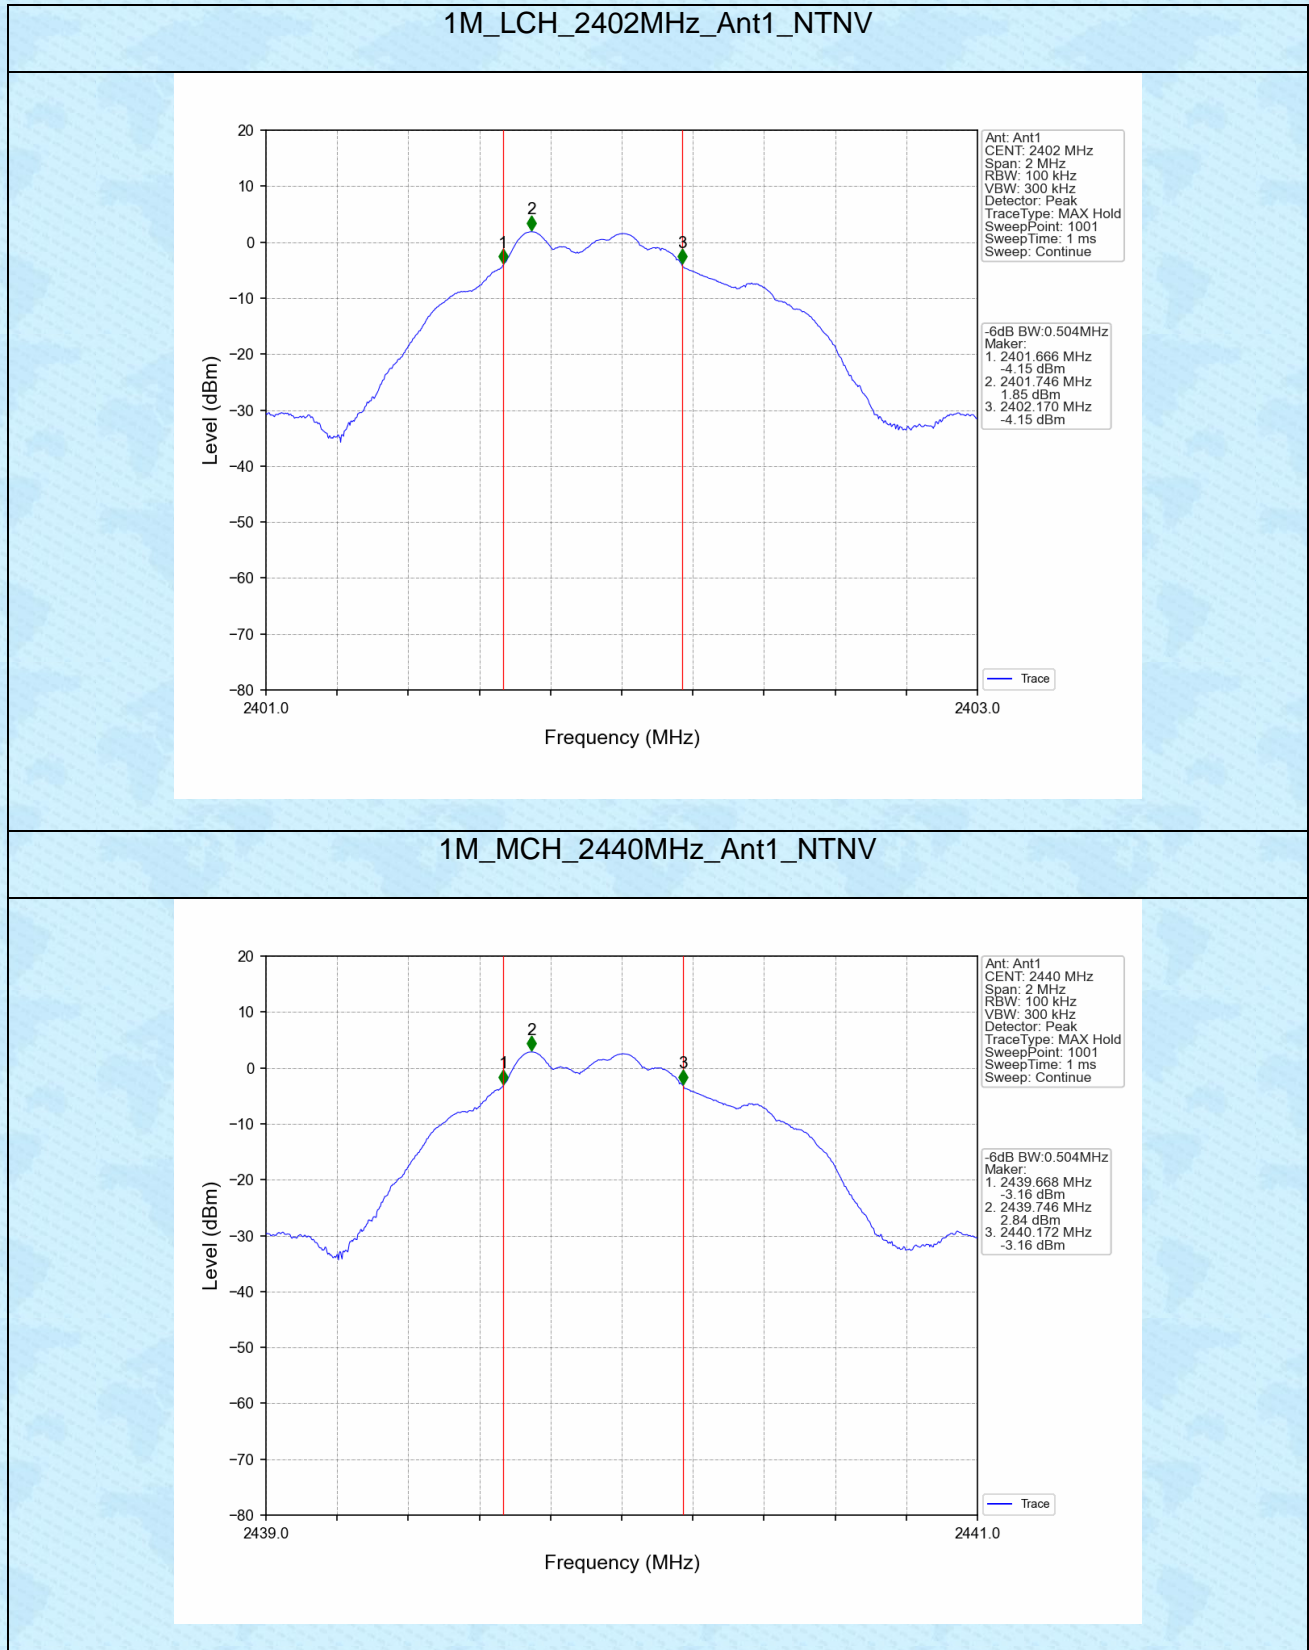 1M_LCH_2402MHz_Ant1_NTNV
20
10
0
−10
−20
−30
−40
−50
−60
−70
−80
Level (dBm)
1
2
3
2401.0
2403.0
Frequency (MHz)
Ant: Ant1
CENT: 2402 MHz
Span: 2 MHz
RBW: 100 kHz
VBW: 300 kHz
Detector: Peak
TraceType: MAX Hold
SweepPoint: 1001
SweepTime: 1 ms
Sweep: Continue
-6dB BW:0.504MHz
Maker:
1. 2401.666 MHz
-4.15 dBm
2. 2401.746 MHz
1.85 dBm
3. 2402.170 MHz
-4.15 dBm
Trace
1M_MCH_2440MHz_Ant1_NTNV
20
10
0
−10
−20
−30
−40
−50
−60
−70
−80
Level (dBm)
1
2
3
2439.0
2441.0
Frequency (MHz)
Ant: Ant1
CENT: 2440 MHz
Span: 2 MHz
RBW: 100 kHz
VBW: 300 kHz
Detector: Peak
TraceType: MAX Hold
SweepPoint: 1001
SweepTime: 1 ms
Sweep: Continue
-6dB BW:0.504MHz
Maker:
1. 2439.668 MHz
-3.16 dBm
2. 2439.746 MHz
2.84 dBm
3. 2440.172 MHz
-3.16 dBm
Trace